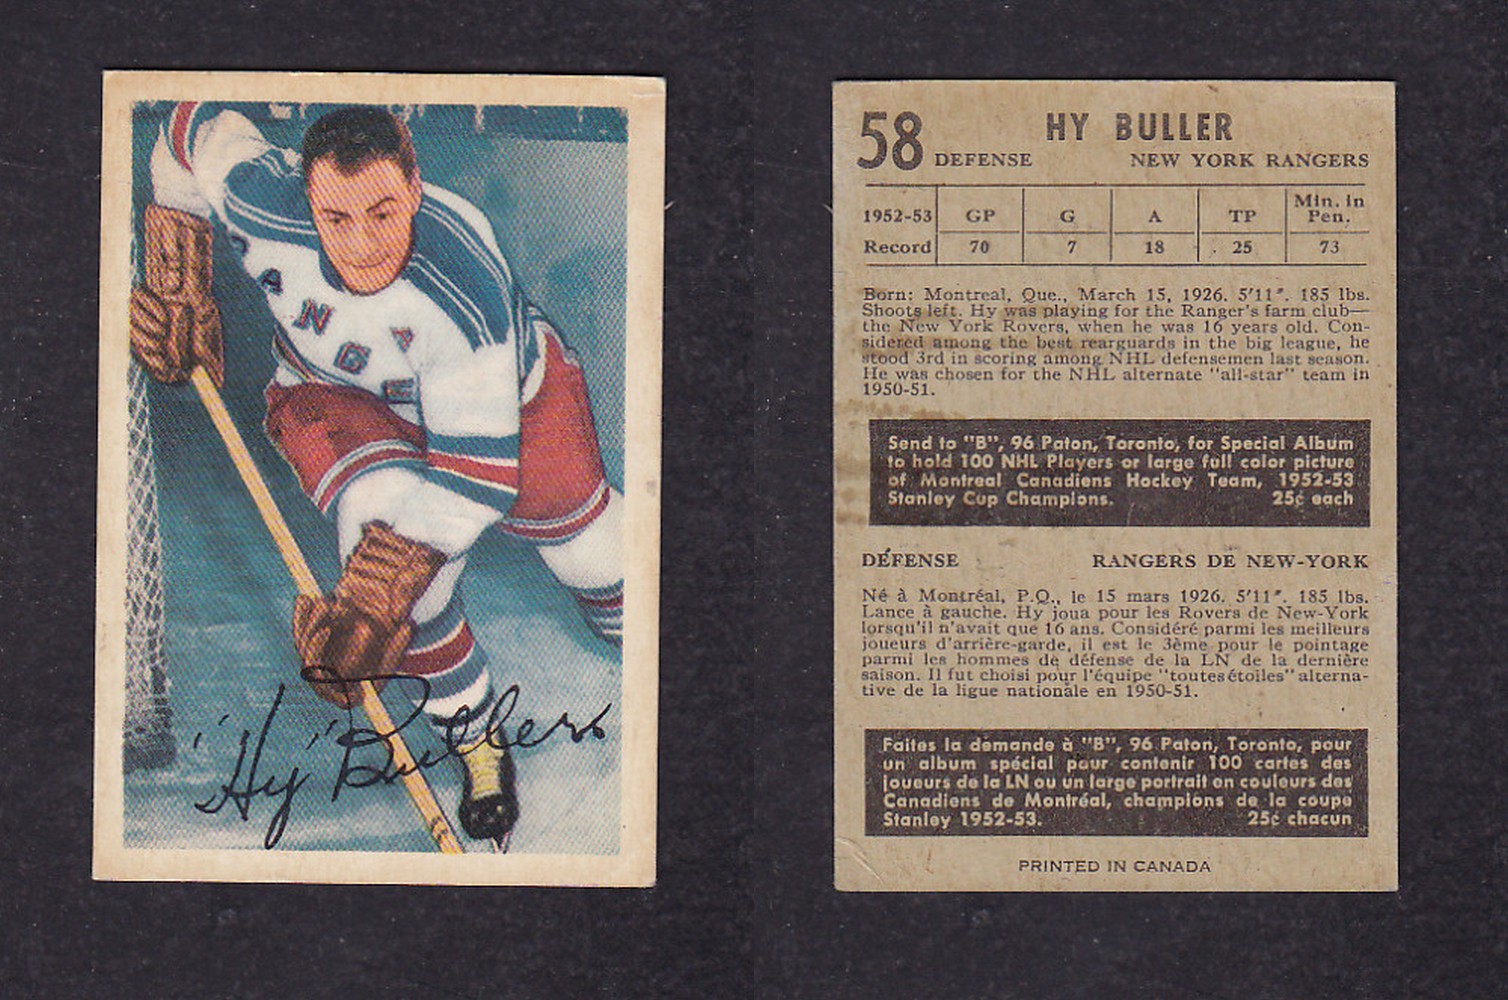 RANGE
"Hy" Buller
58
HY BULLER
DEFENSE NEW YORK RANGERS
1952-53 GP G A TP Min. in Pen.
Record 70 7 18 25 73
Born: Montreal, Que., March 15, 1926. 5'11". 185 lbs.
Shoots left. Hy was playing for the Ranger's farm club—
the New York Rovers, when he was 16 years old. Con-
sidered among the best rearguards in the big league, he
stood 3rd in scoring among NHL defensemen last season.
He was chosen for the NHL alternate "all-star" team in
1950-51.
Send to "B", 96 Paton, Toronto, for Special Album
to hold 100 NHL Players or large full color picture
of Montreal Canadiens Hockey Team, 1952-53
Stanley Cup Champions. 25¢ each
DÉFENSE RANGERS DE NEW-YORK
Né à Montréal, P.Q., le 15 mars 1926. 5'11". 185 lbs.
Lance à gauche. Hy joua pour les Rovers de New-York
lorsqu'il n'avait que 16 ans. Considéré parmi les meilleurs
joueurs d'arrière-garde, il est le 3ème pour le pointage
parmi les hommes de défense de la LN de la dernière
saison. Il fut choisi pour l'équipe "toutes étoiles" alterna-
tive de la ligue nationale en 1950-51.
Faites la demande à "B", 96 Paton, Toronto, pour
un album spécial pour contenir 100 cartes des
joueurs de la LN ou un large portrait en couleurs des
Canadiens de Montréal, champions de la coupe
Stanley 1952-53. 25¢ chacun
PRINTED IN CANADA